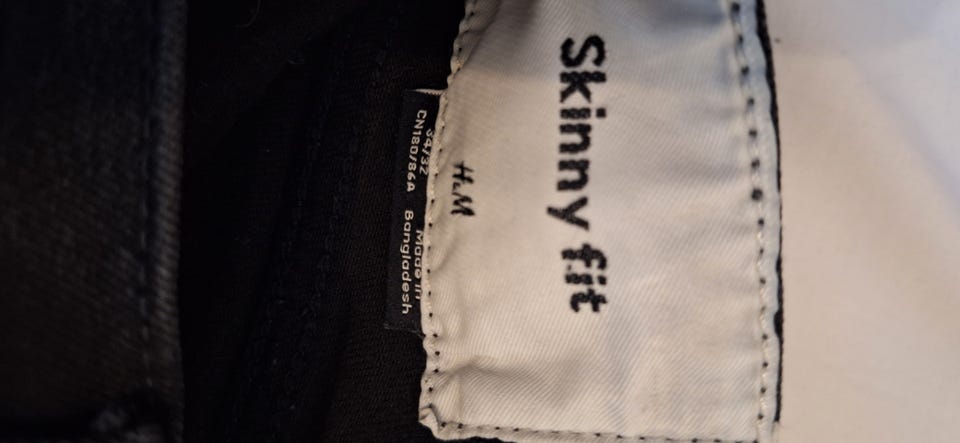 Skinny fit
H&M
34/32
CN180/86A
Made in
Bangladesh